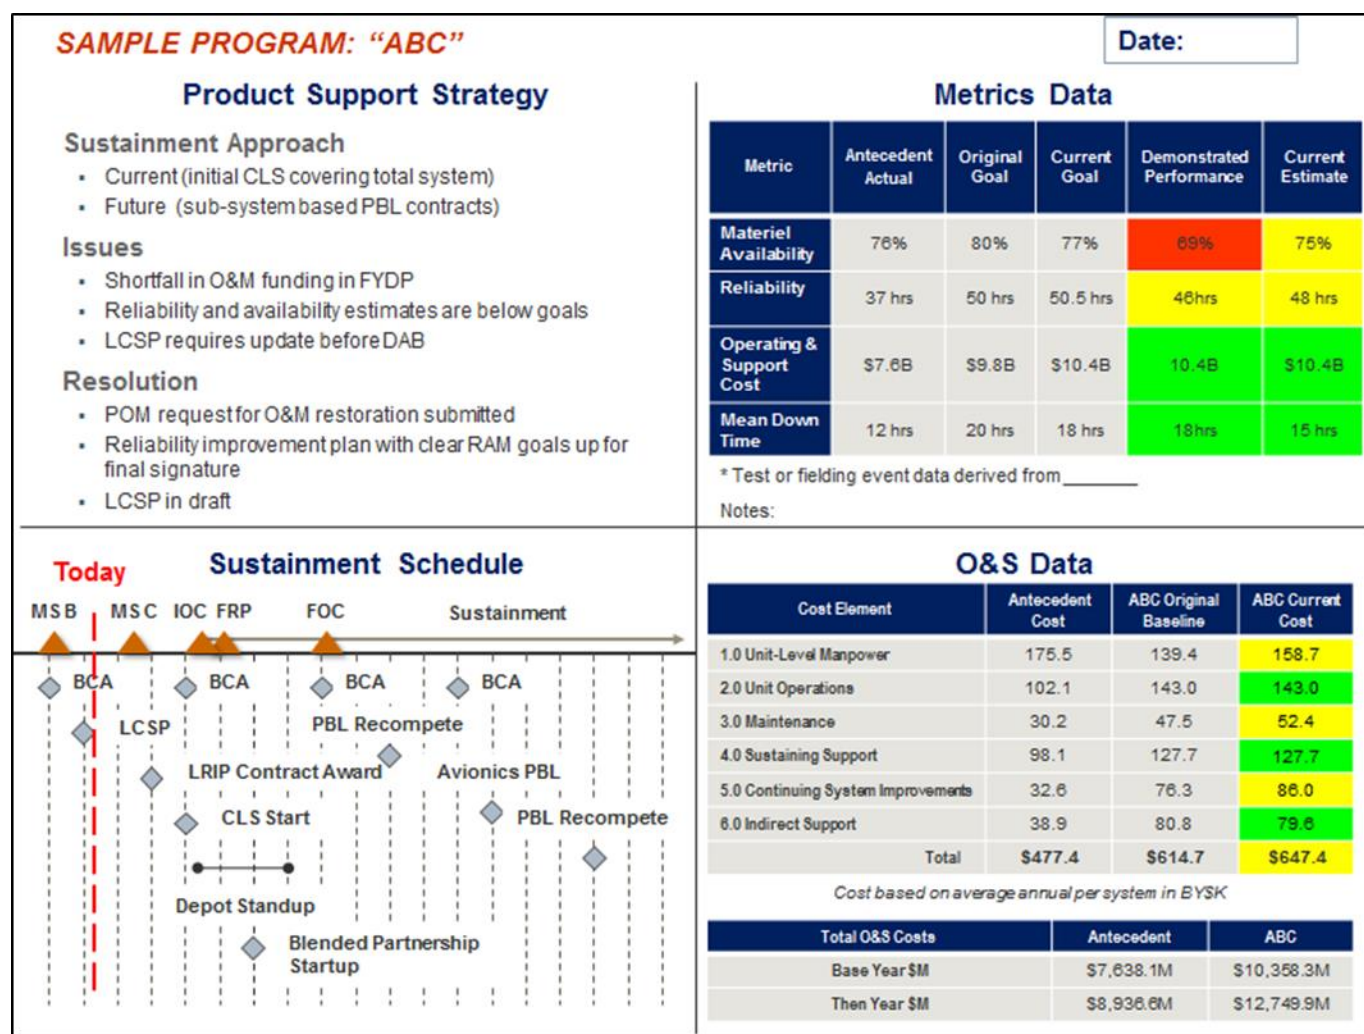 SAMPLE PROGRAM: “ABC”
Date:
Product Support Strategy
Sustainment Approach
▪ Current (initial CLS covering total system)
▪ Future (sub-system based PBL contracts)
Issues
▪ Shortfall in O&M funding in FYDP
▪ Reliability and availability estimates are below goals
▪ LCSP requires update before DAB
Resolution
▪ POM request for O&M restoration submitted
▪ Reliability improvement plan with clear RAM goals up for
final signature
▪ LCSP in draft
Metrics Data
Metric Antecedent Actual Original Goal Current Goal Demonstrated Performance Current Estimate
Materiel Availability 76% 80% 77% 69% 75%
Reliability 37 hrs 50 hrs 50.5 hrs 46hrs 48 hrs
Operating & Support Cost $7.6B $9.8B $10.4B 10.4B $10.4B
Mean Down Time 12 hrs 20 hrs 18 hrs 18hrs 15 hrs
* Test or fielding event data derived from_______
Notes:
Sustainment Schedule
Today
MS B MS C IOC FRP FOC Sustainment
BCA BCA BCA BCA
LCSP PBL Recompete
LRIP Contract Award Avionics PBL
CLS Start PBL Recompete
Depot Standup
Blended Partnership
Startup
O&S Data
Cost Element Antecedent Cost ABC Original Baseline ABC Current Cost
1.0 Unit-Level Manpower 175.5 139.4 158.7
2.0 Unit Operations 102.1 143.0 143.0
3.0 Maintenance 30.2 47.5 52.4
4.0 Sustaining Support 98.1 127.7 127.7
5.0 Continuing System Improvements 32.6 76.3 86.0
6.0 Indirect Support 38.9 80.8 79.6
Total $477.4 $614.7 $647.4
Cost based on average annual per system in BY$K
Total O&S Costs Antecedent ABC
Base Year $M $7,638.1M $10,358.3M
Then Year $M $8,936.6M $12,749.9M